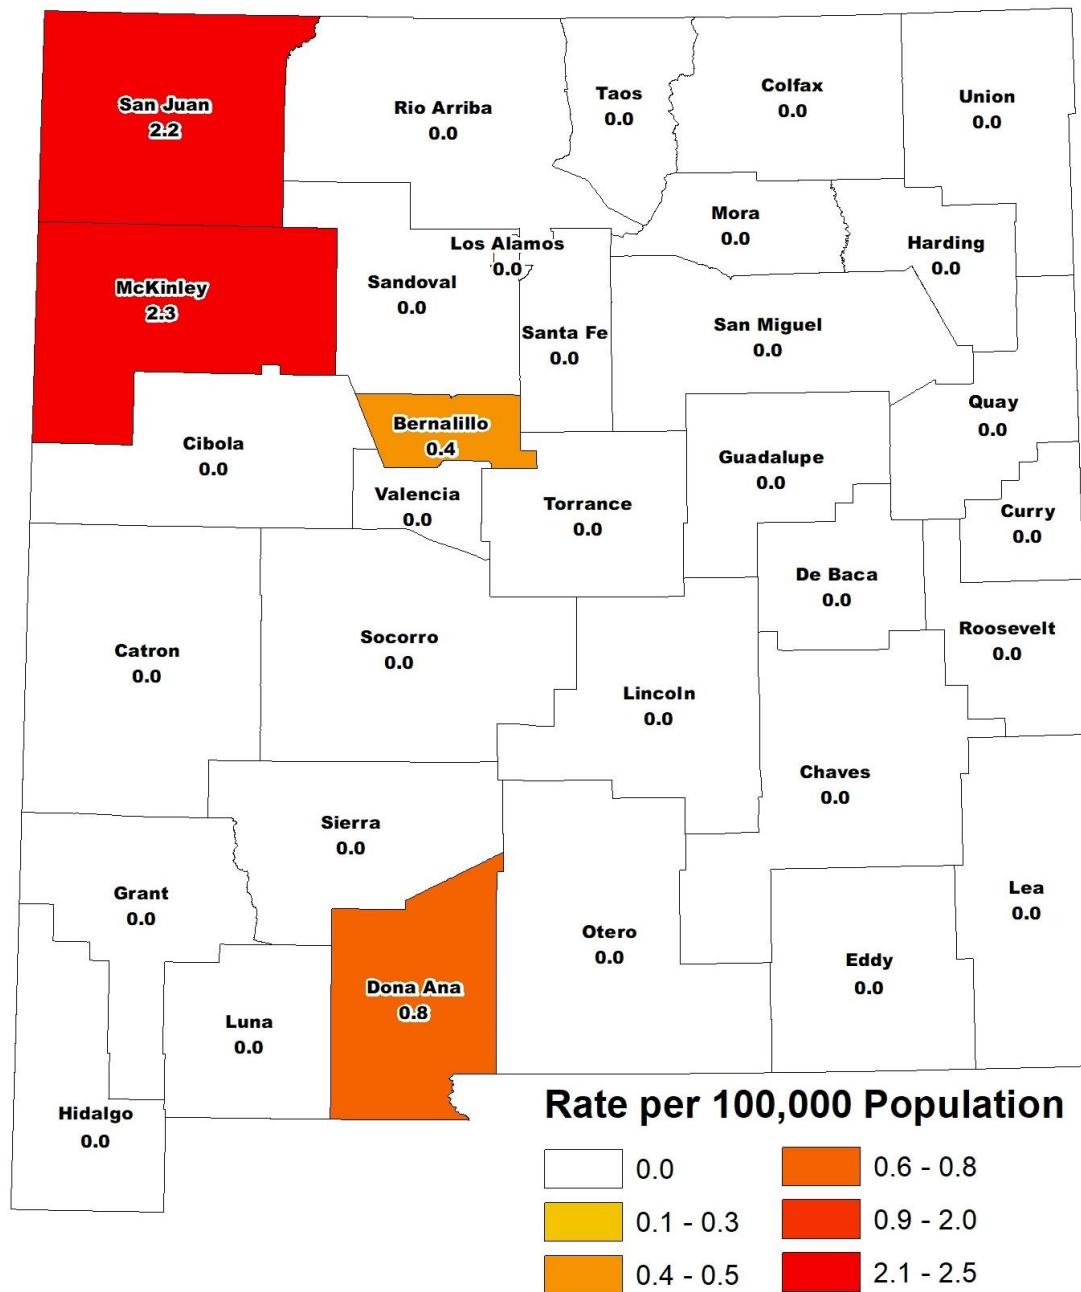 San Juan
2.2
Rio Arriba
0.0
Taos
0.0
Colfax
0.0
Union
0.0
McKinley
2.3
Sandoval
0.0
Los Alamos
0.0
Santa Fe
0.0
Mora
0.0
Harding
0.0
San Miguel
0.0
Cibola
0.0
Bernalillo
0.4
Valencia
0.0
Torrance
0.0
Guadalupe
0.0
Quay
0.0
Curry
0.0
De Baca
0.0
Roosevelt
0.0
Catron
0.0
Socorro
0.0
Lincoln
0.0
Chaves
0.0
Sierra
0.0
Grant
0.0
Otero
0.0
Eddy
0.0
Lea
0.0
Dona Ana
0.8
Luna
0.0
Hidalgo
0.0
Rate per 100,000 Population
0.0
0.1 - 0.3
0.4 - 0.5
0.6 - 0.8
0.9 - 2.0
2.1 - 2.5